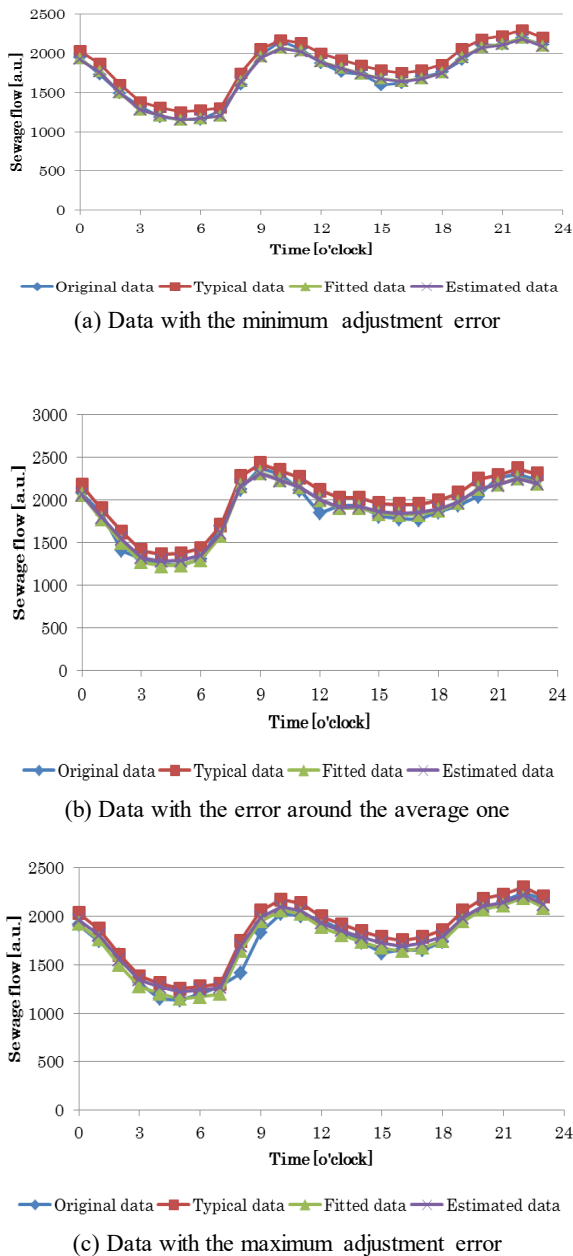 2500
2000
1500
1000
500
0
Sewage flow [a.u.]
0 3 6 9 12 15 18 21 24
Time [o'clock]
Original data Typical data Fitted data Estimated data
(a) Data with the minimum adjustment error
3000
2500
2000
1500
1000
500
0
Sewage flow [a.u.]
0 3 6 9 12 15 18 21 24
Time [o'clock]
Original data Typical data Fitted data Estimated data
(b) Data with the error around the average one
2500
2000
1500
1000
500
0
Sewage flow [a.u.]
0 3 6 9 12 15 18 21 24
Time [o'clock]
Original data Typical data Fitted data Estimated data
(c) Data with the maximum adjustment error